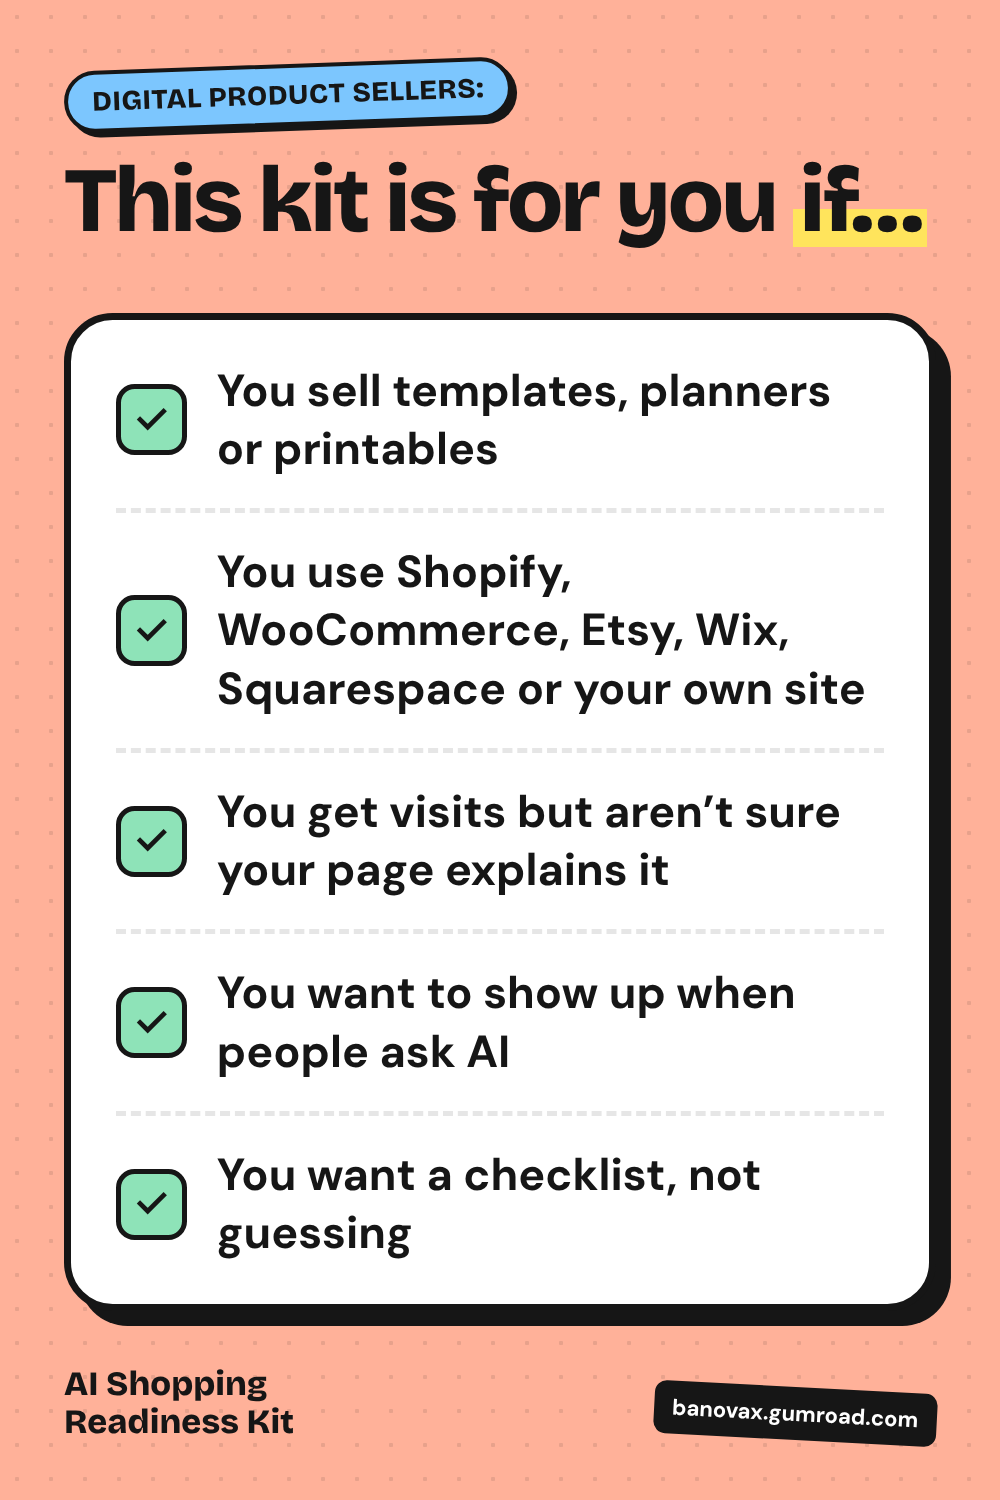 DIGITAL PRODUCT SELLERS:
This kit is for you if...
You sell templates, planners
or printables
You use Shopify,
WooCommerce, Etsy, Wix,
Squarespace or your own site
You get visits but aren’t sure
your page explains it
You want to show up when
people ask AI
You want a checklist, not
guessing
AI Shopping
Readiness Kit
banovax.gumroad.com